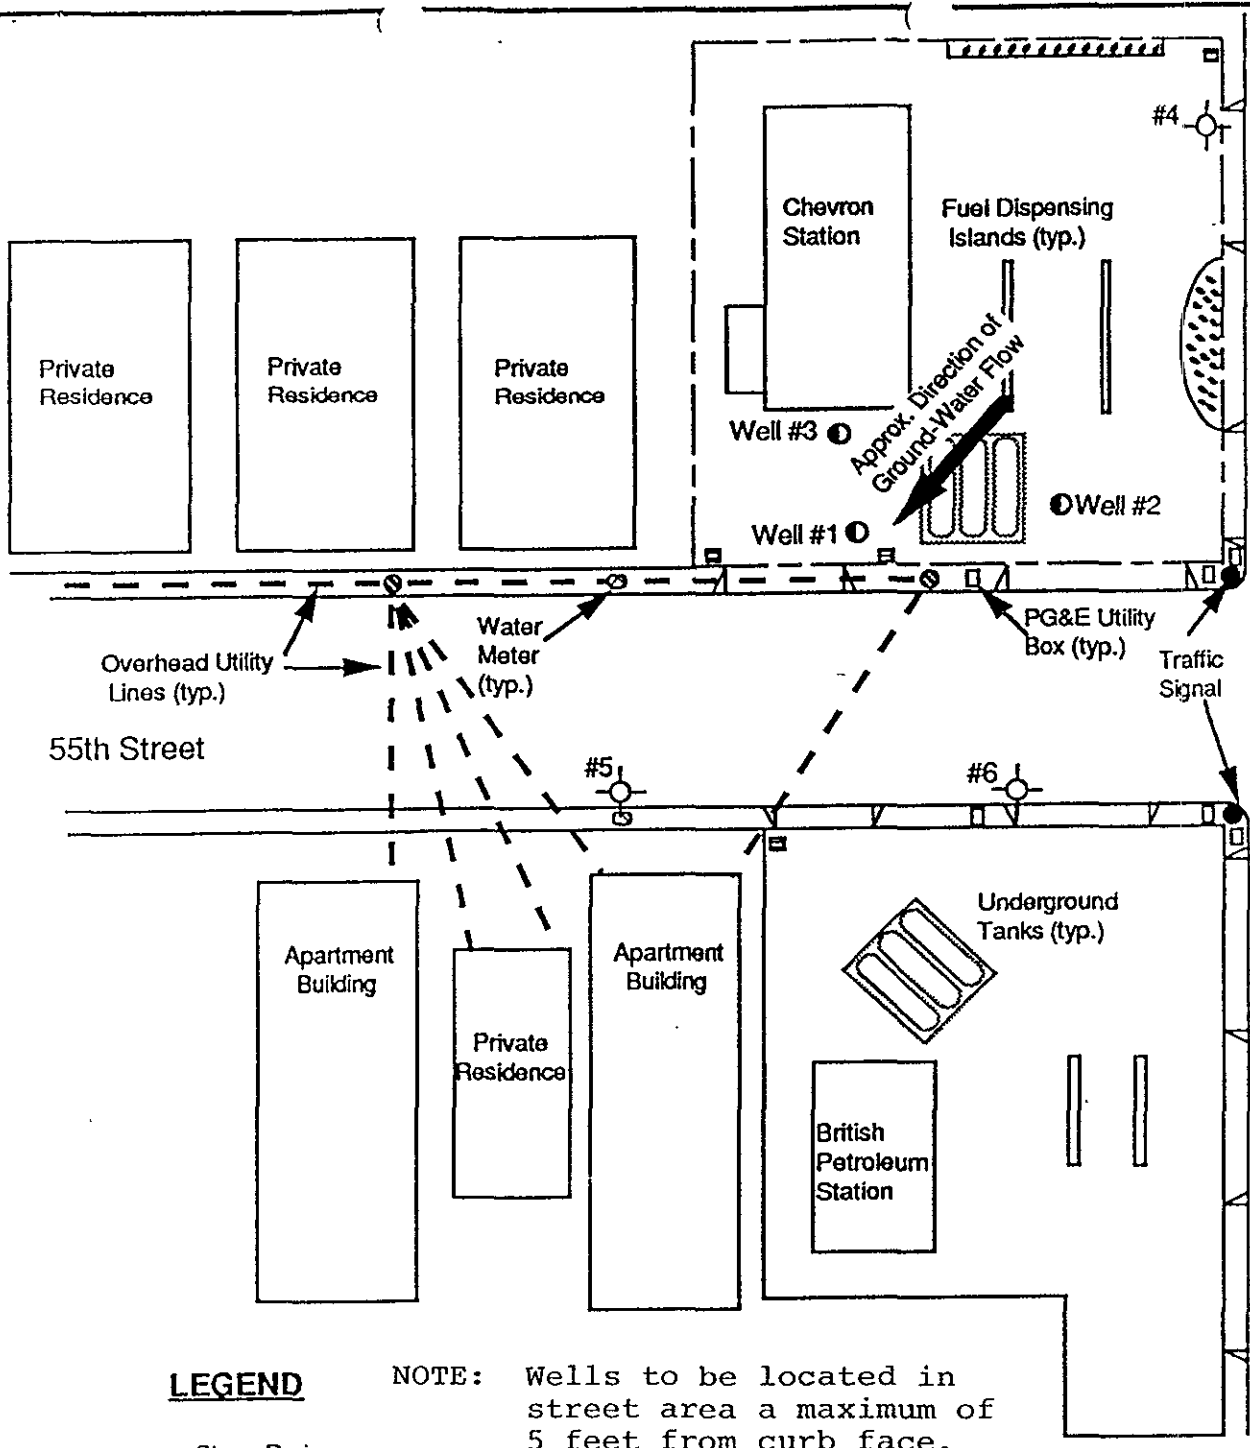 #4
Chevron
Station
Fuel Dispensing
Islands (typ.)
Private
Residence
Private
Residence
Private
Residence
Approx. Direction of
Ground-Water Flow
Well #3
Well #2
Well #1
Overhead Utility
Lines (typ.)
Water
Meter
(typ.)
PG&E Utility
Box (typ.)
Traffic
Signal
55th Street
#5
#6
Underground
Tanks (typ.)
Apartment
Building
Private
Residence
Apartment
Building
British
Petroleum
Station
LEGEND
NOTE: Wells to be located in
street area a maximum of
5 feet from curb face.